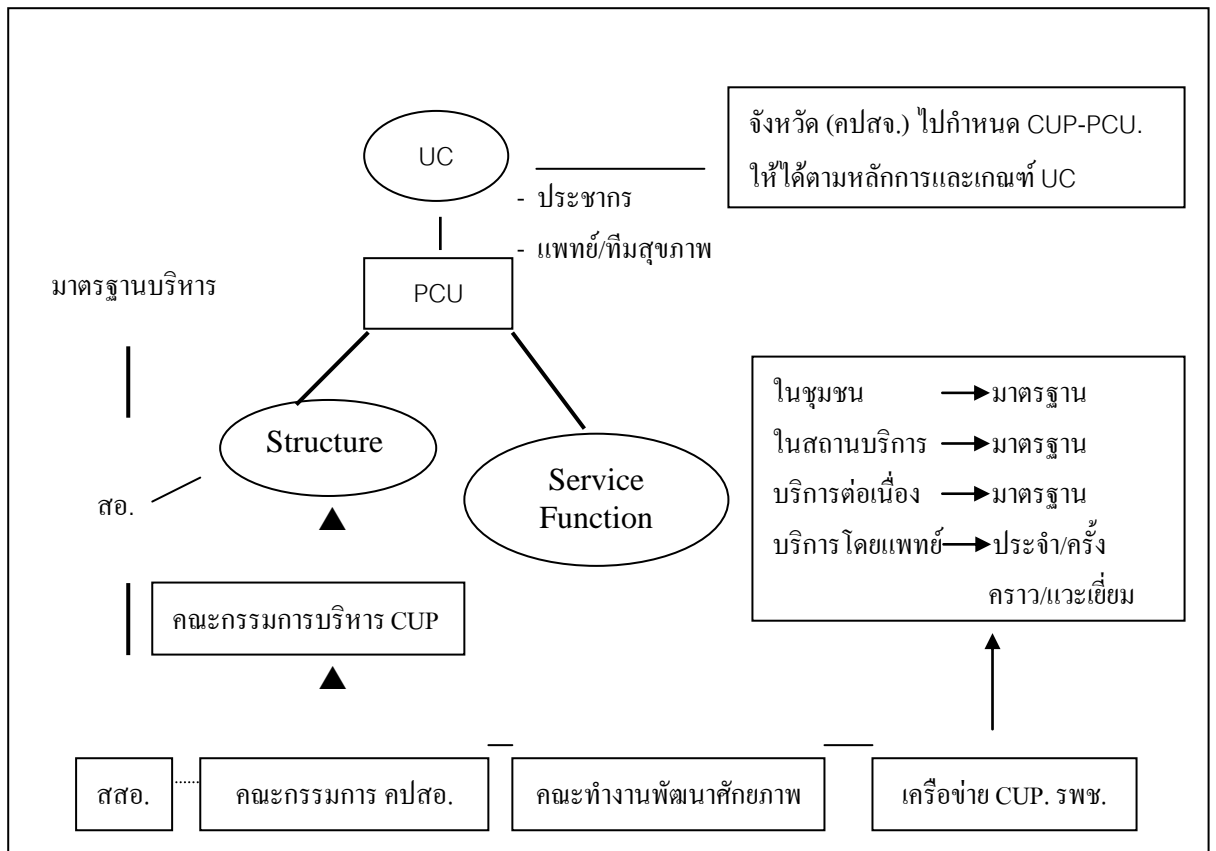 UC
จังหวัด (คปสจ.) ไปกำหนด CUP-PCU.
ให้ได้ตามหลักการและเกณฑ์ UC
- ประชากร
- แพทย์/ทีมสุขภาพ
มาตรฐานบริหาร
PCU
Structure
Service
Function
ในชุมชน มาตรฐาน
ในสถานบริการ มาตรฐาน
บริการต่อเนื่อง มาตรฐาน
บริการโดยแพทย์ ประจำ/ครั้ง
คราว/แวะเยี่ยม
สอ.
คณะกรรมการบริหาร CUP
สสอ.
คณะกรรมการ คปสอ.
คณะทำงานพัฒนาศักยภาพ
เครือข่าย CUP. รพช.